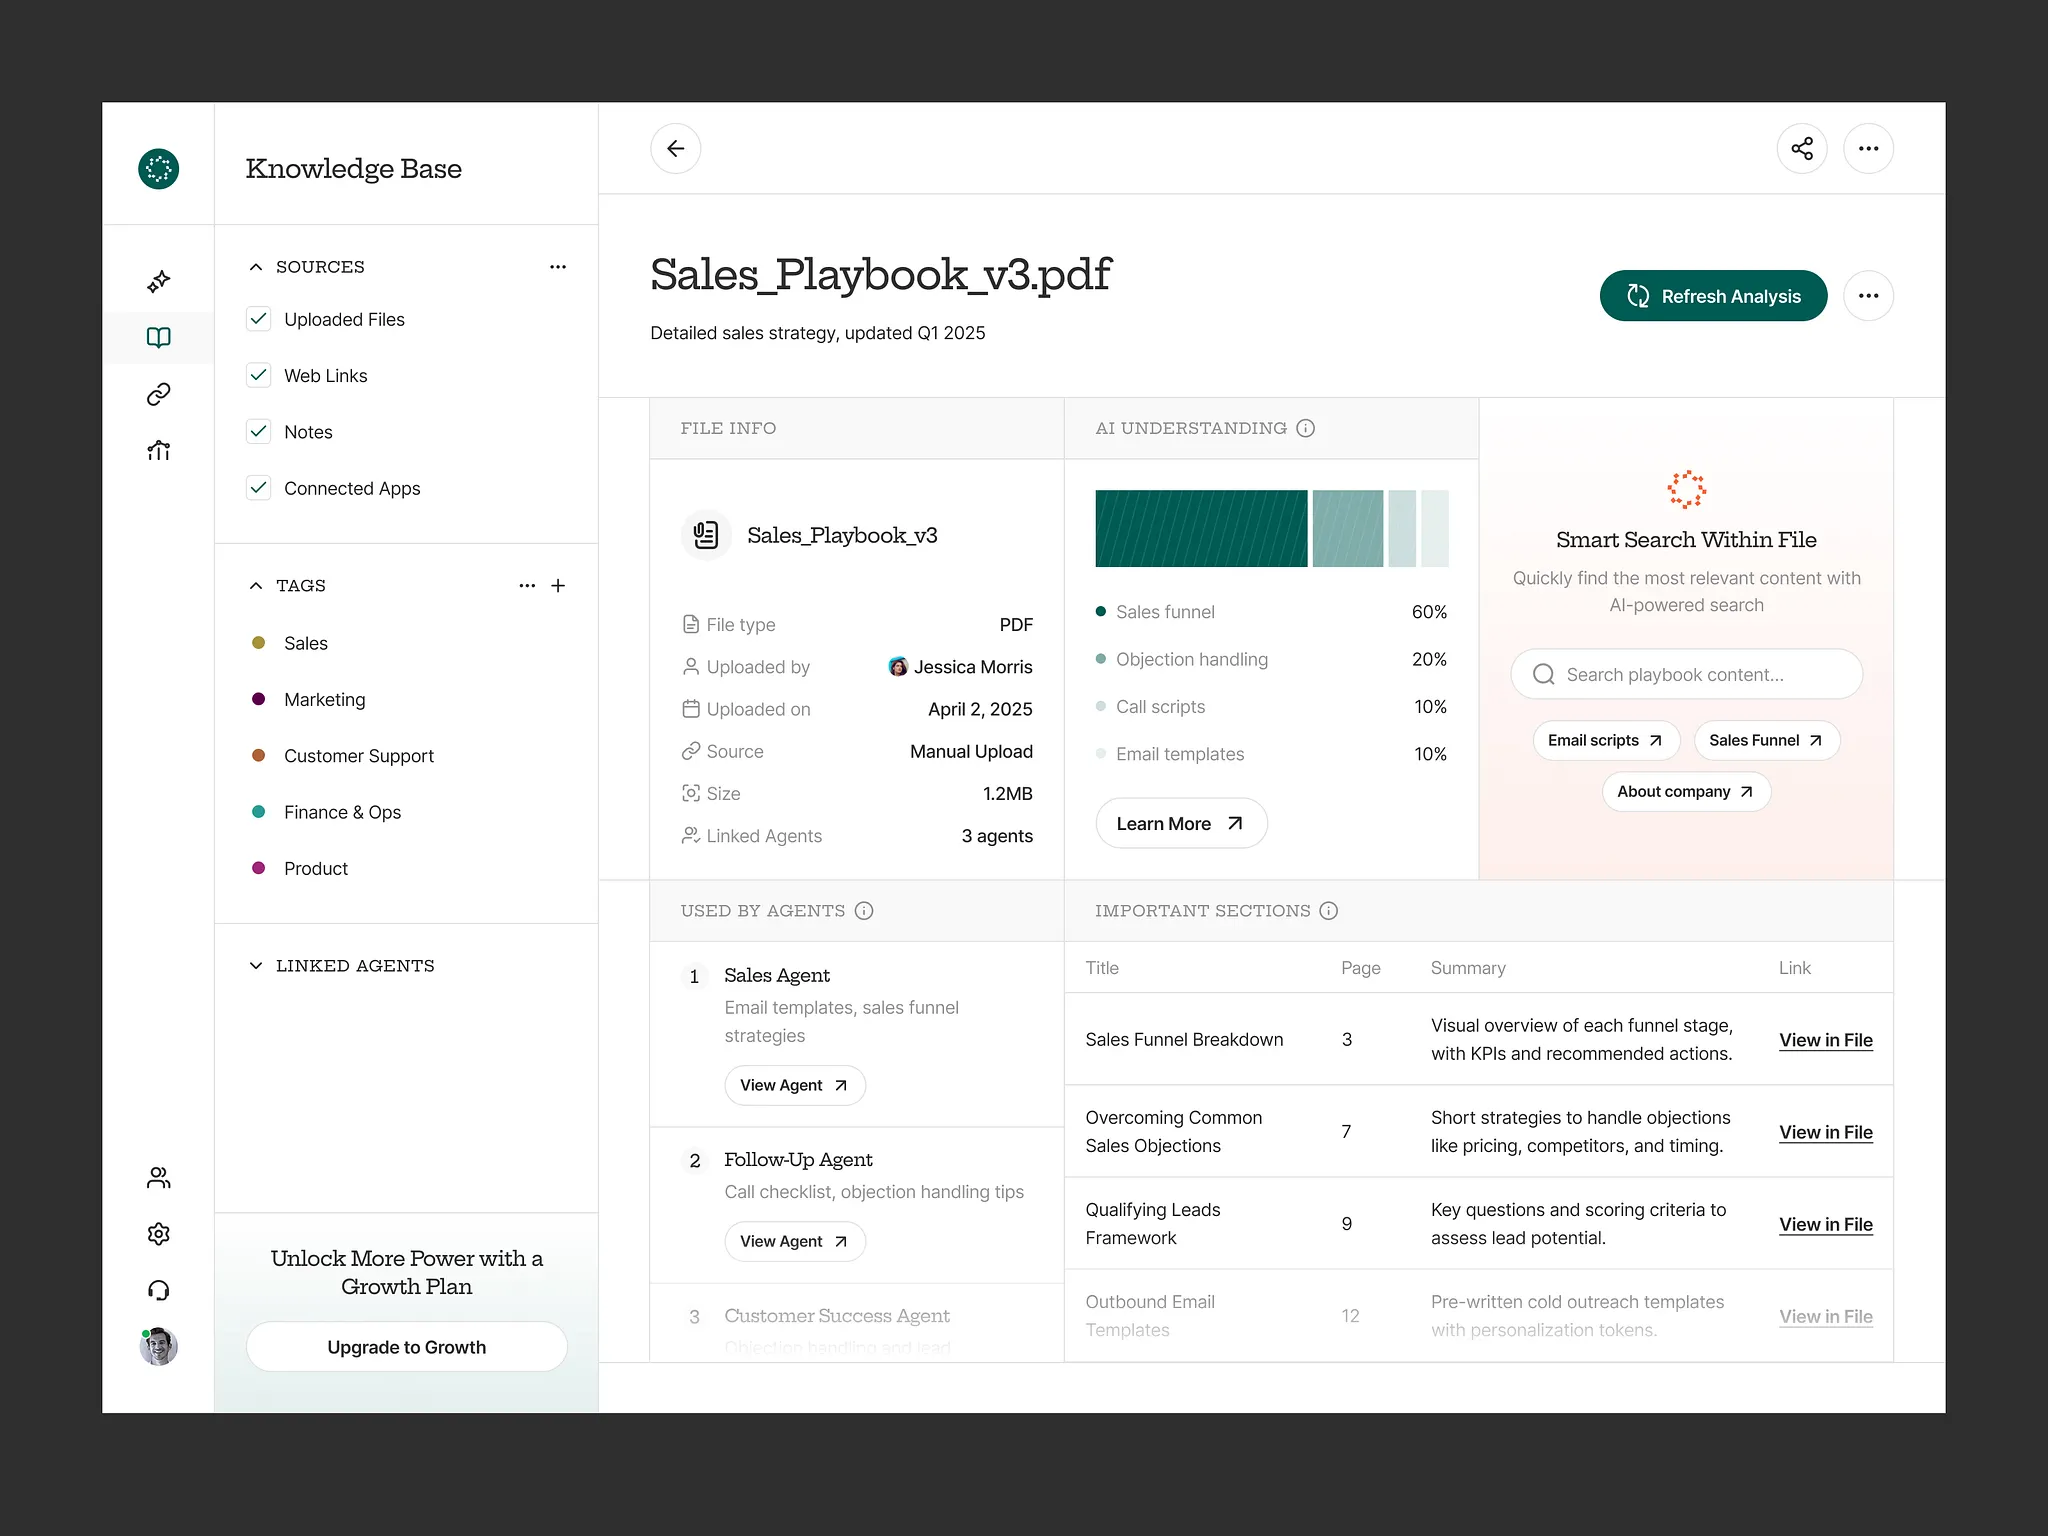 Knowledge Base
SOURCES
Uploaded Files
Web Links
Notes
Connected Apps
TAGS
Sales
Marketing
Customer Support
Finance & Ops
Product
LINKED AGENTS
Unlock More Power with a
Growth Plan
Upgrade to Growth
Sales_Playbook_v3.pdf
Detailed sales strategy, updated Q1 2025
Refresh Analysis
FILE INFO
Sales_Playbook_v3
File type PDF
Uploaded by Jessica Morris
Uploaded on April 2, 2025
Source Manual Upload
Size 1.2MB
Linked Agents 3 agents
AI UNDERSTANDING
Sales funnel 60%
Objection handling 20%
Call scripts 10%
Email templates 10%
Learn More
Smart Search Within File
Quickly find the most relevant content with
AI-powered search
Search playbook content...
Email scripts
Sales Funnel
About company
USED BY AGENTS
1 Sales Agent
Email templates, sales funnel
strategies
View Agent
2 Follow-Up Agent
Call checklist, objection handling tips
View Agent
3 Customer Success Agent
Objection handling and lead
IMPORTANT SECTIONS
Title Page Summary Link
Sales Funnel Breakdown 3 Visual overview of each funnel stage,
with KPIs and recommended actions. View in File
Overcoming Common
Sales Objections 7 Short strategies to handle objections
like pricing, competitors, and timing. View in File
Qualifying Leads
Framework 9 Key questions and scoring criteria to
assess lead potential. View in File
Outbound Email
Templates 12 Pre-written cold outreach templates
with personalization tokens. View in File